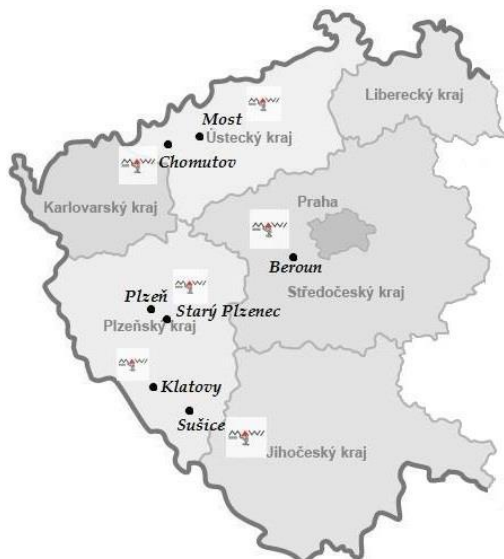 Liberecký kraj
Most
Ústecký kraj
Chomutov
Karlovarský kraj
Praha
Beroun
Středočeský kraj
Plzeň
Starý Plzenec
Plzeňský kraj
Klatovy
Sušice
Jihočeský kraj